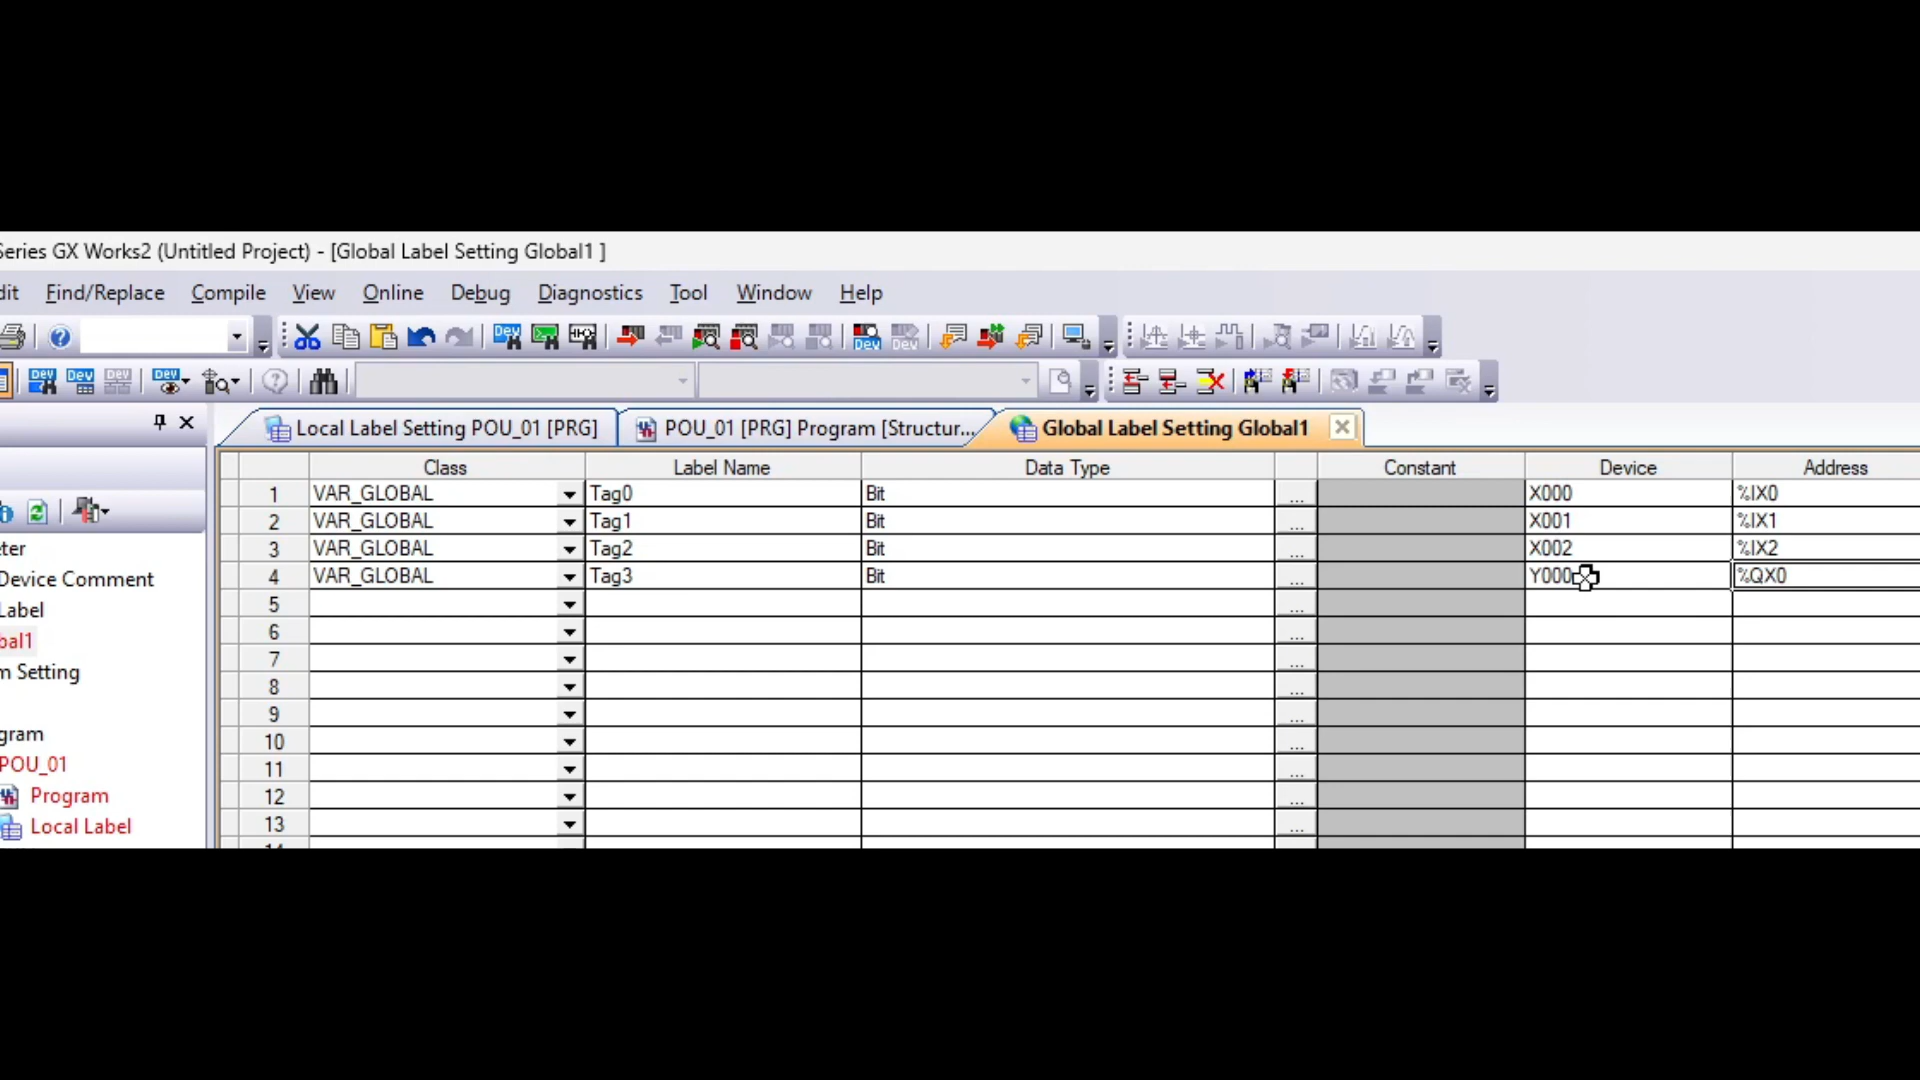 Series GX Works2 (Untitled Project) - [Global Label Setting Global1 ]
dit Find/Replace Compile View Online Debug Diagnostics Tool Window Help
Local Label Setting POU_01 [PRG] POU_01 [PRG] Program [Structur... Global Label Setting Global1
Class Label Name Data Type Constant Device Address
1 VAR_GLOBAL Tag0 Bit ... X000 %IX0
2 VAR_GLOBAL Tag1 Bit ... X001 %IX1
3 VAR_GLOBAL Tag2 Bit ... X002 %IX2
4 VAR_GLOBAL Tag3 Bit ... Y000 %QX0
5 ...
6 ...
7 ...
8 ...
9 ...
10 ...
11 ...
12 ...
13 ...
eter
Device Comment
Label
bal1
m Setting
gram
POU_01
Program
Local Label